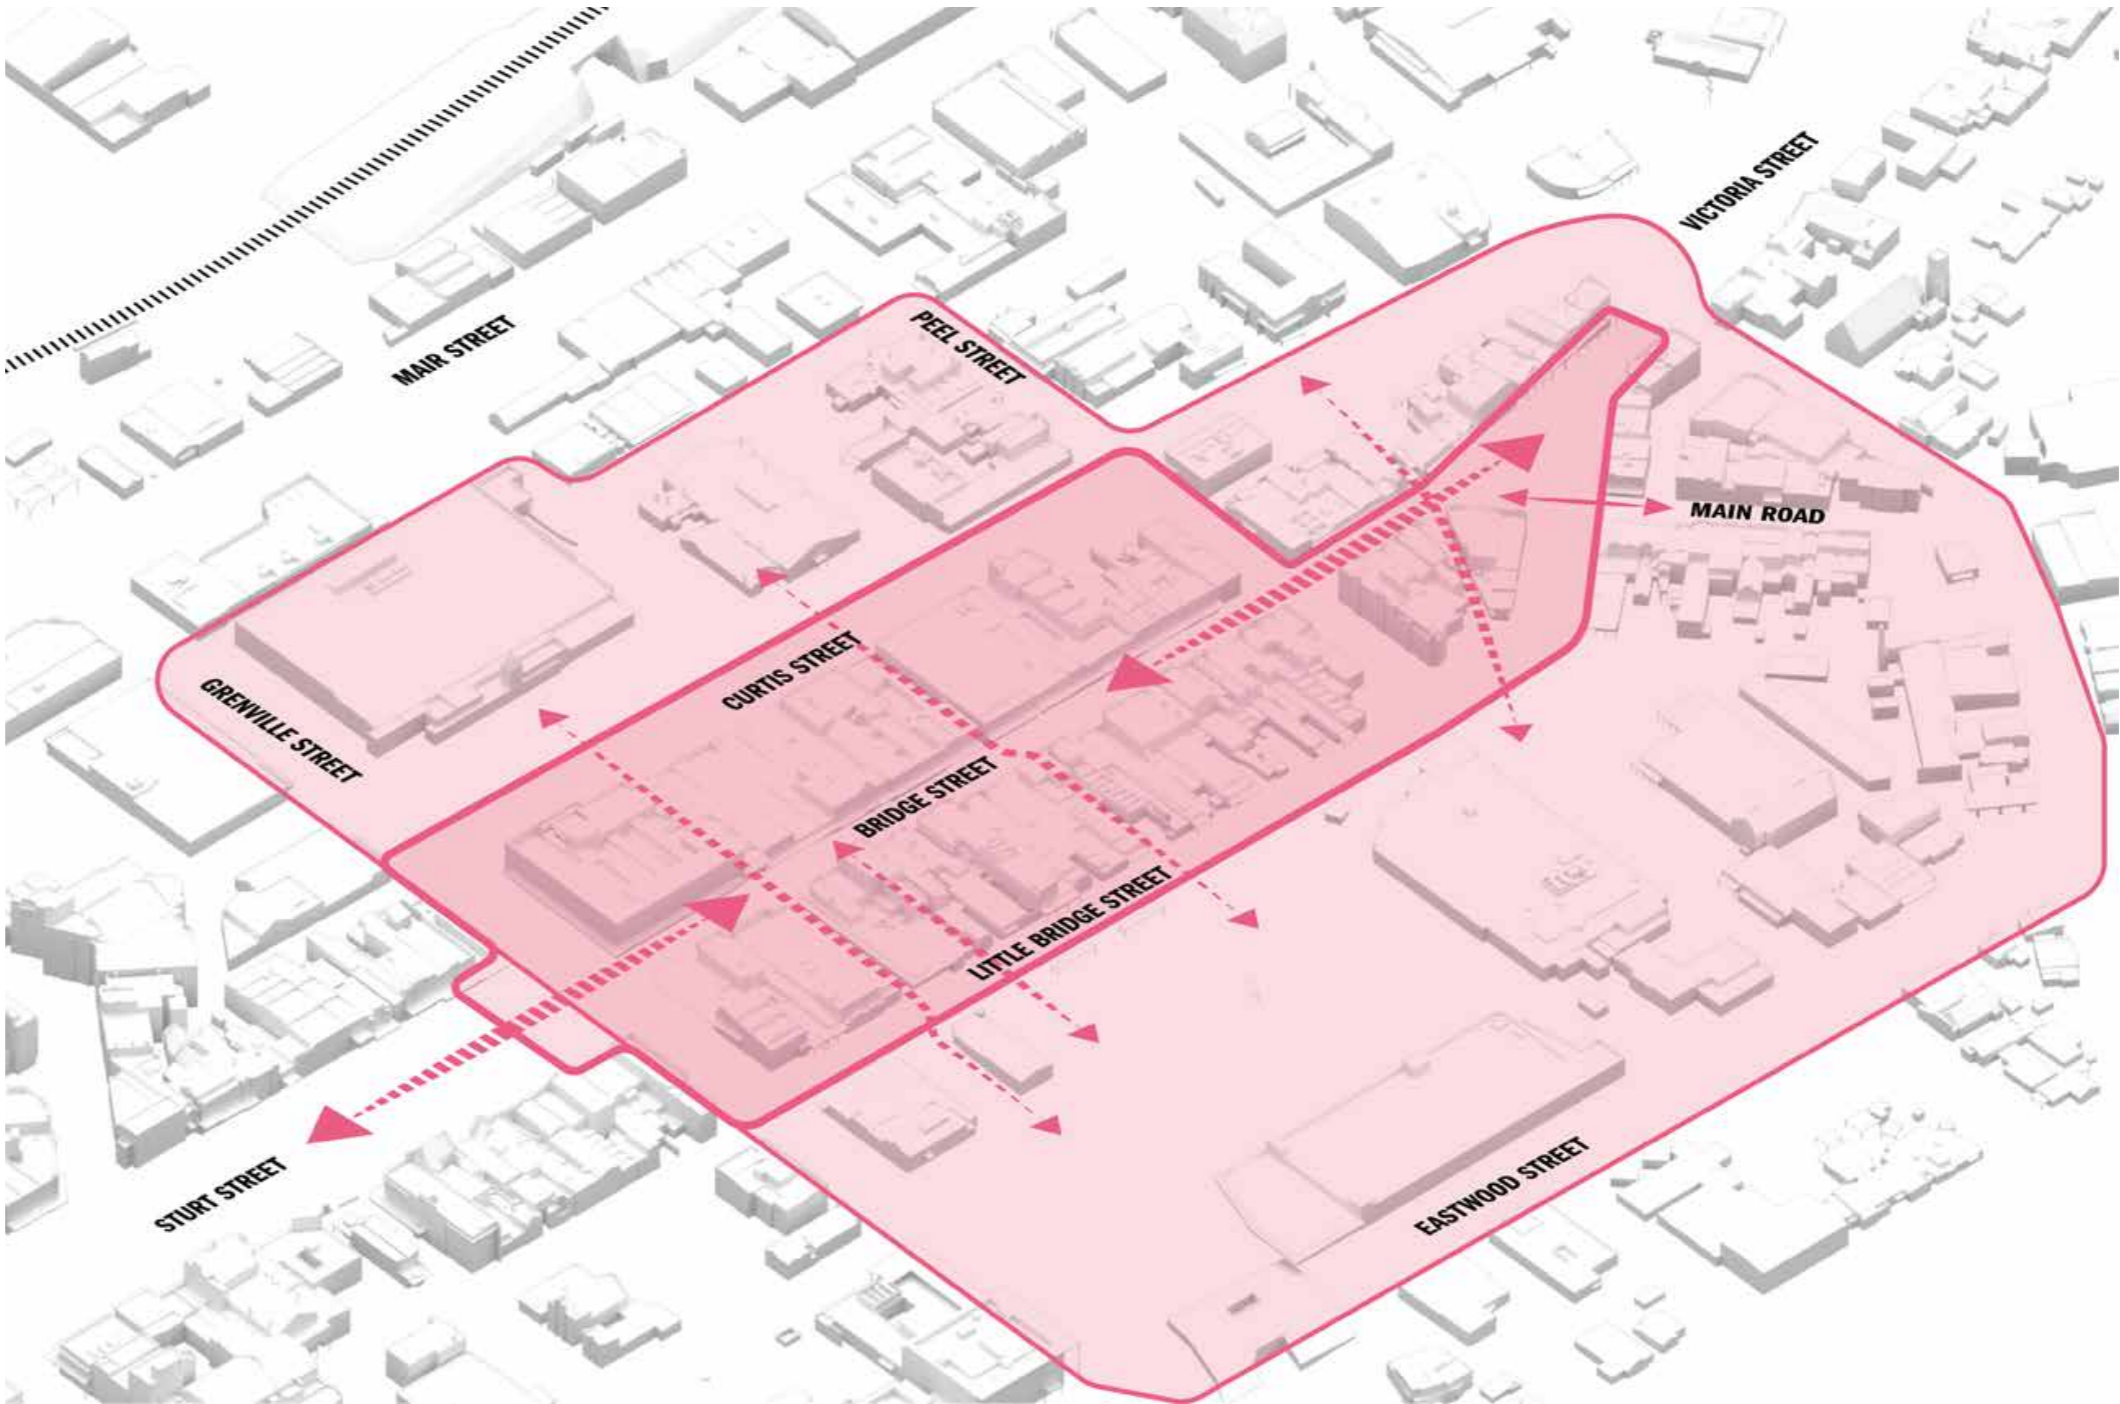 VICTORIA STREET
PEEL STREET
MAIR STREET
MAIN ROAD
CURTIS STREET
GRENVILLE STREET
BRIDGE STREET
LITTLE BRIDGE STREET
STURT STREET
EASTWOOD STREET